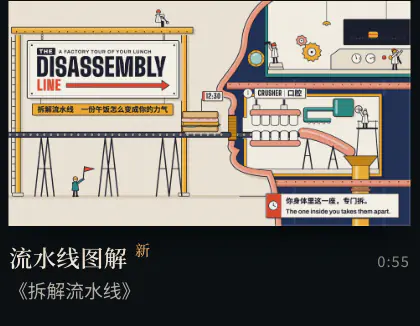 THE A FACTORY TOUR OF YOUR LUNCH
DISASSEMBLY
LINE
拆解流水线 一份午饭怎么变成你的力气
12:30
CRUSHER | 口腔
你身体里这一座，专门拆。
The one inside you takes them apart.
流水线图解 新
0:55
《拆解流水线》